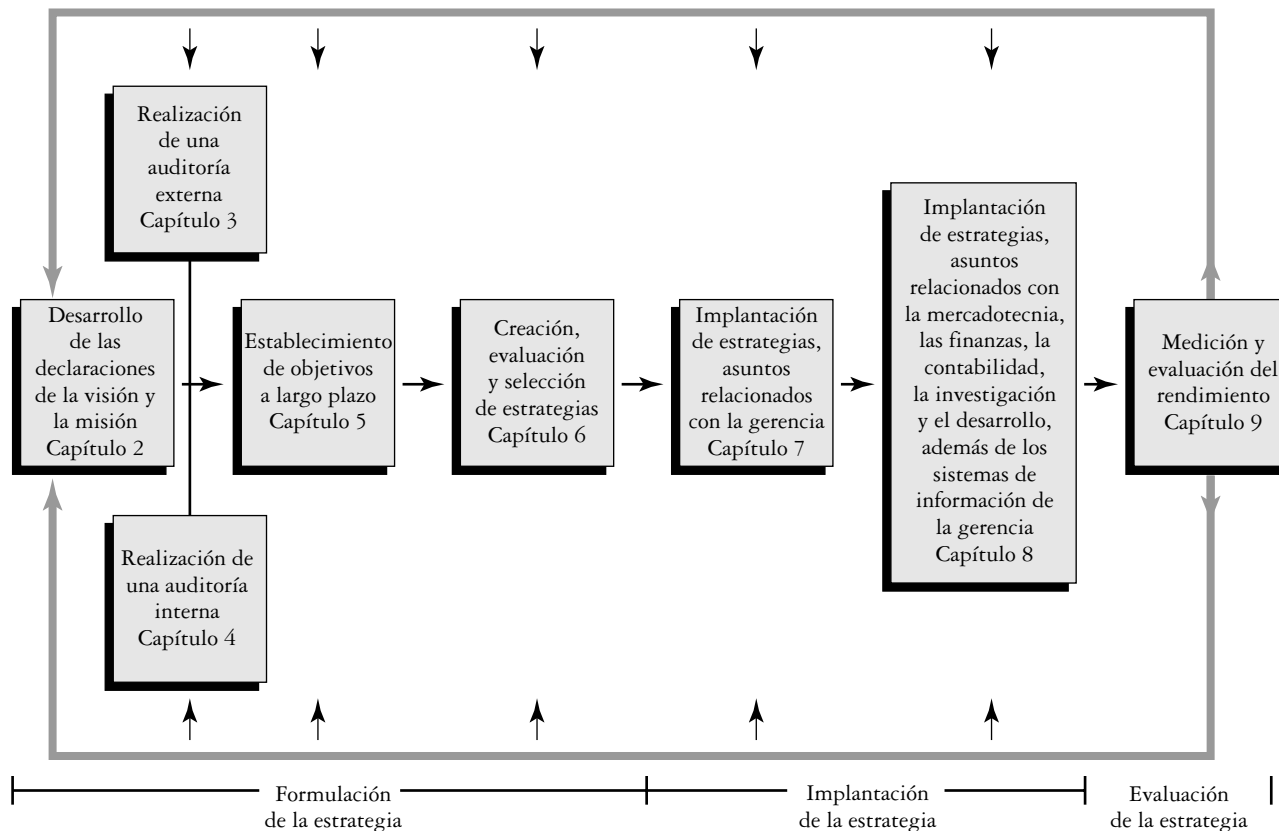 Realización
de una
auditoría
externa
Capítulo 3
Desarrollo
de las
declaraciones
de la visión y
la misión
Capítulo 2
Realización de
una auditoría
interna
Capítulo 4
Establecimiento
de objetivos
a largo plazo
Capítulo 5
Creación,
evaluación
y selección
de estrategias
Capítulo 6
Implantación
de estrategias,
asuntos
relacionados
con la gerencia
Capítulo 7
Implantación
de estrategias,
asuntos
relacionados con
la mercadotecnia,
las finanzas, la
contabilidad,
la investigación
y el desarrollo,
además de los
sistemas de
información de
la gerencia
Capítulo 8
Medición y
evaluación del
rendimiento
Capítulo 9
Formulación
de la estrategia
Implantación
de la estrategia
Evaluación
de la estrategia